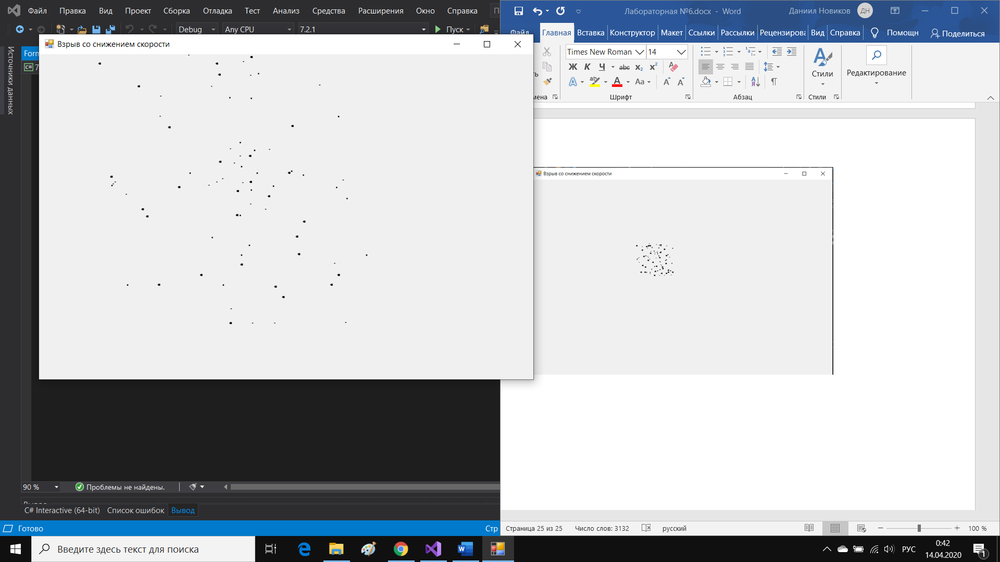 Файл Правка Вид Проект Сборка Отладка Тест Анализ Средства Расширения Окно Справка
Debug Any CPU 7.2.1 Пуск
Взрыв со снижением скорости
Источники данных
90 % Проблемы не найдены.
C# Interactive (64-bit) Список ошибок Вывод
Готово Стр
Лабораторная №6.docx - Word Даниил Новиков ДН
Файл Главная Вставка Конструктор Макет Ссылки Рассылки Рецензирова Вид Справка Помощн Поделиться
Times New Roman 14
Ж К Ч abc x₂ x² Стили Редактирование
A ab A Aa A A
Шрифт Абзац Стили
Взрыв со снижением скорости
Страница 25 из 25 Число слов: 3132 русский 100 %
Введите здесь текст для поиска
РУС 0:42
14.04.2020
1